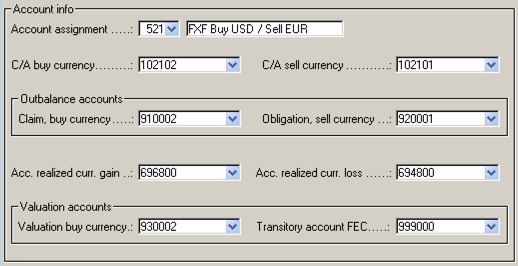 Account info
Account assignment .....: 521 FXF Buy USD / Sell EUR
C/A buy currency.........: 102102 C/A sell currency ...........: 102101
Outbalance accounts
Claim, buy currency.....: 910002 Obligation, sell currency ...: 920001
Acc. realized curr. gain ..: 696800 Acc. realized curr. loss ......: 694800
Valuation accounts
Valuation buy currency.: 930002 Transitory account FEC.....: 999000